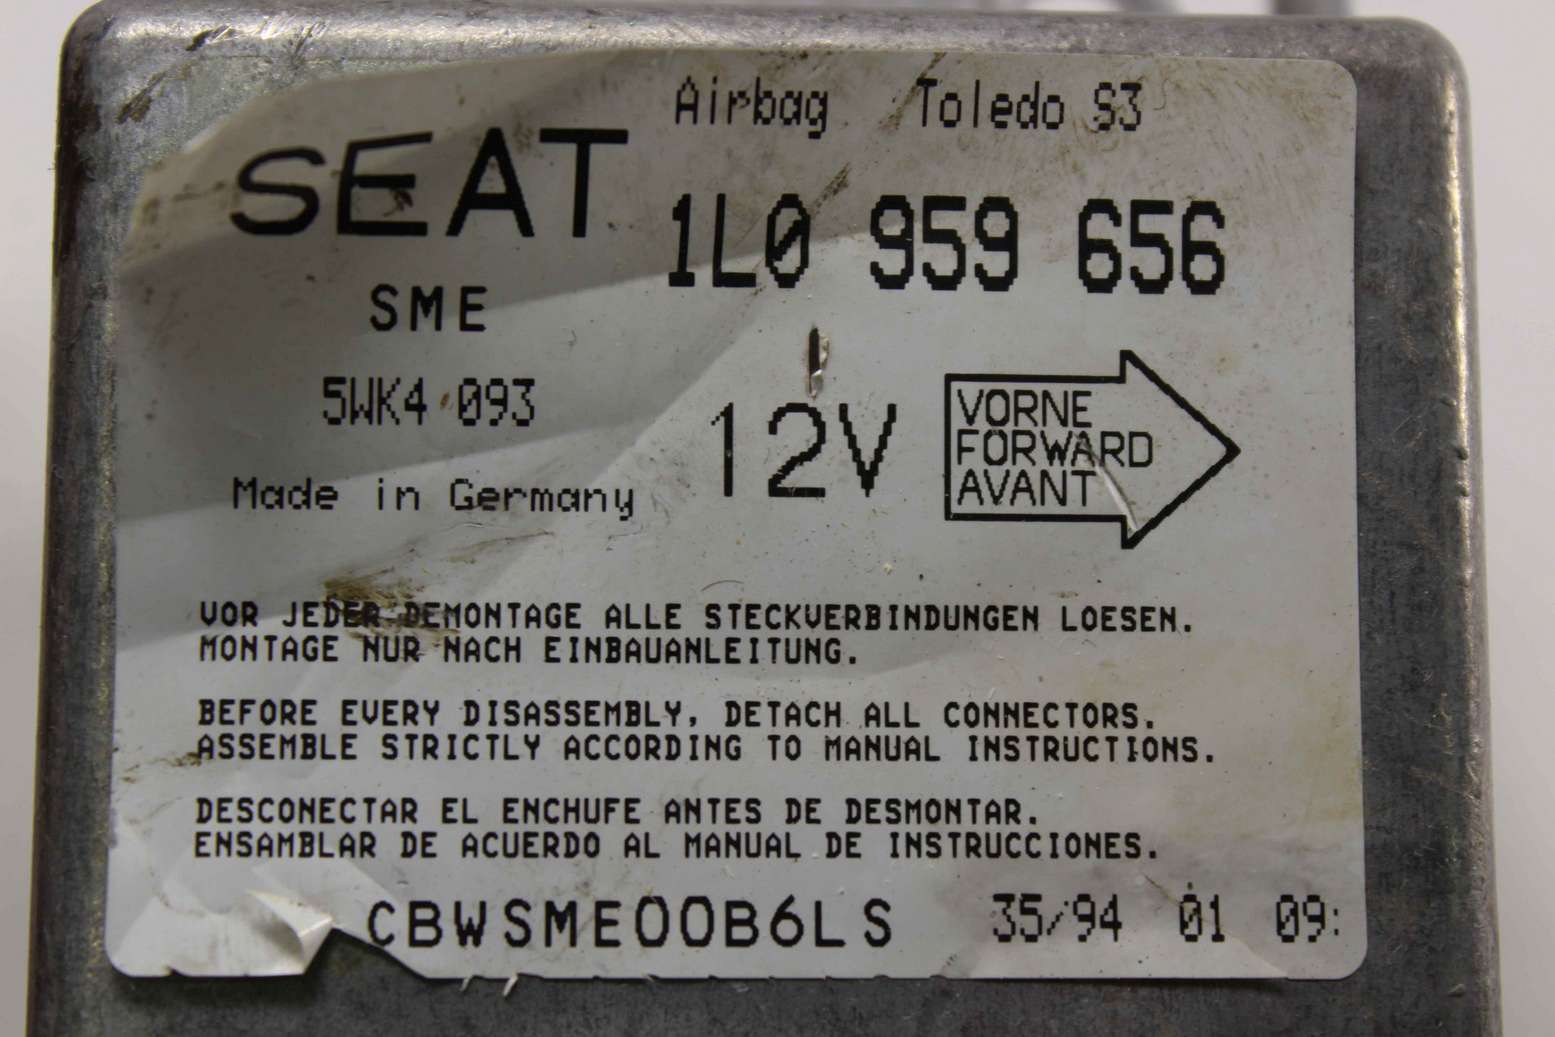 Airbag Toledo S3
SEAT
1L0 959 656
SME
5WK4 093
12V
VORNE
FORWARD
AVANT
Made in Germany
VOR JEDER DEMONTAGE ALLE STECKVERBINDUNGEN LOESEN.
MONTAGE NUR NACH EINBAUANLEITUNG.
BEFORE EVERY DISASSEMBLY, DETACH ALL CONNECTORS.
ASSEMBLE STRICTLY ACCORDING TO MANUAL INSTRUCTIONS.
DESCONECTAR EL ENCHUFE ANTES DE DESMONTAR.
ENSAMBLAR DE ACUERDO AL MANUAL DE INSTRUCCIONES.
CBWSME00B6LS 35/94 01 09: